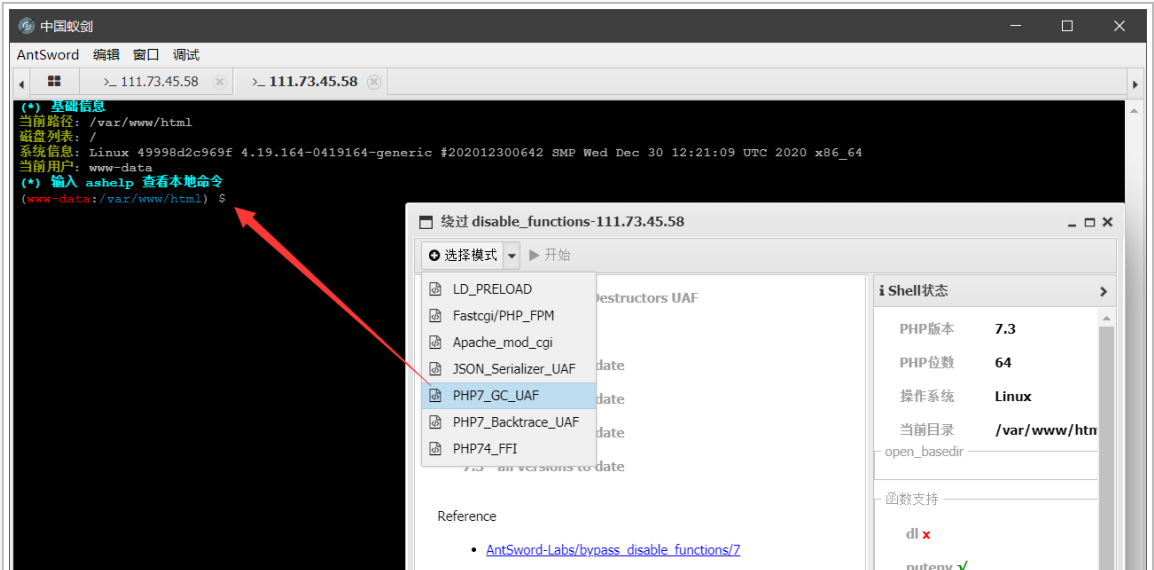 中国蚁剑
AntSword 编辑 窗口 调试
>_ 111.73.45.58 >_ 111.73.45.58
(*) 基础信息
当前路径: /var/www/html
磁盘列表: /
系统信息: Linux 49998d2c969f 4.19.164-0419164-generic #202012300642 SMP Wed Dec 30 12:21:09 UTC 2020 x86_64
当前用户: www-data
(*) 输入 ashelp 查看本地命令
(www-data:/var/www/html) $
绕过 disable_functions-111.73.45.58
选择模式 开始
LD_PRELOAD
Fastcgi/PHP_FPM
Apache_mod_cgi
JSON_Serializer_UAF
PHP7_GC_UAF
PHP7_Backtrace_UAF
PHP74_FFI
Destructors UAF
date
date
date
7.3 all versions to date
Reference
AntSword-Labs/bypass_disable_functions/7
i Shell状态
PHP版本 7.3
PHP位数 64
操作系统 Linux
当前目录 /var/www/htm
open_basedir
函数支持
dl x
putenv √